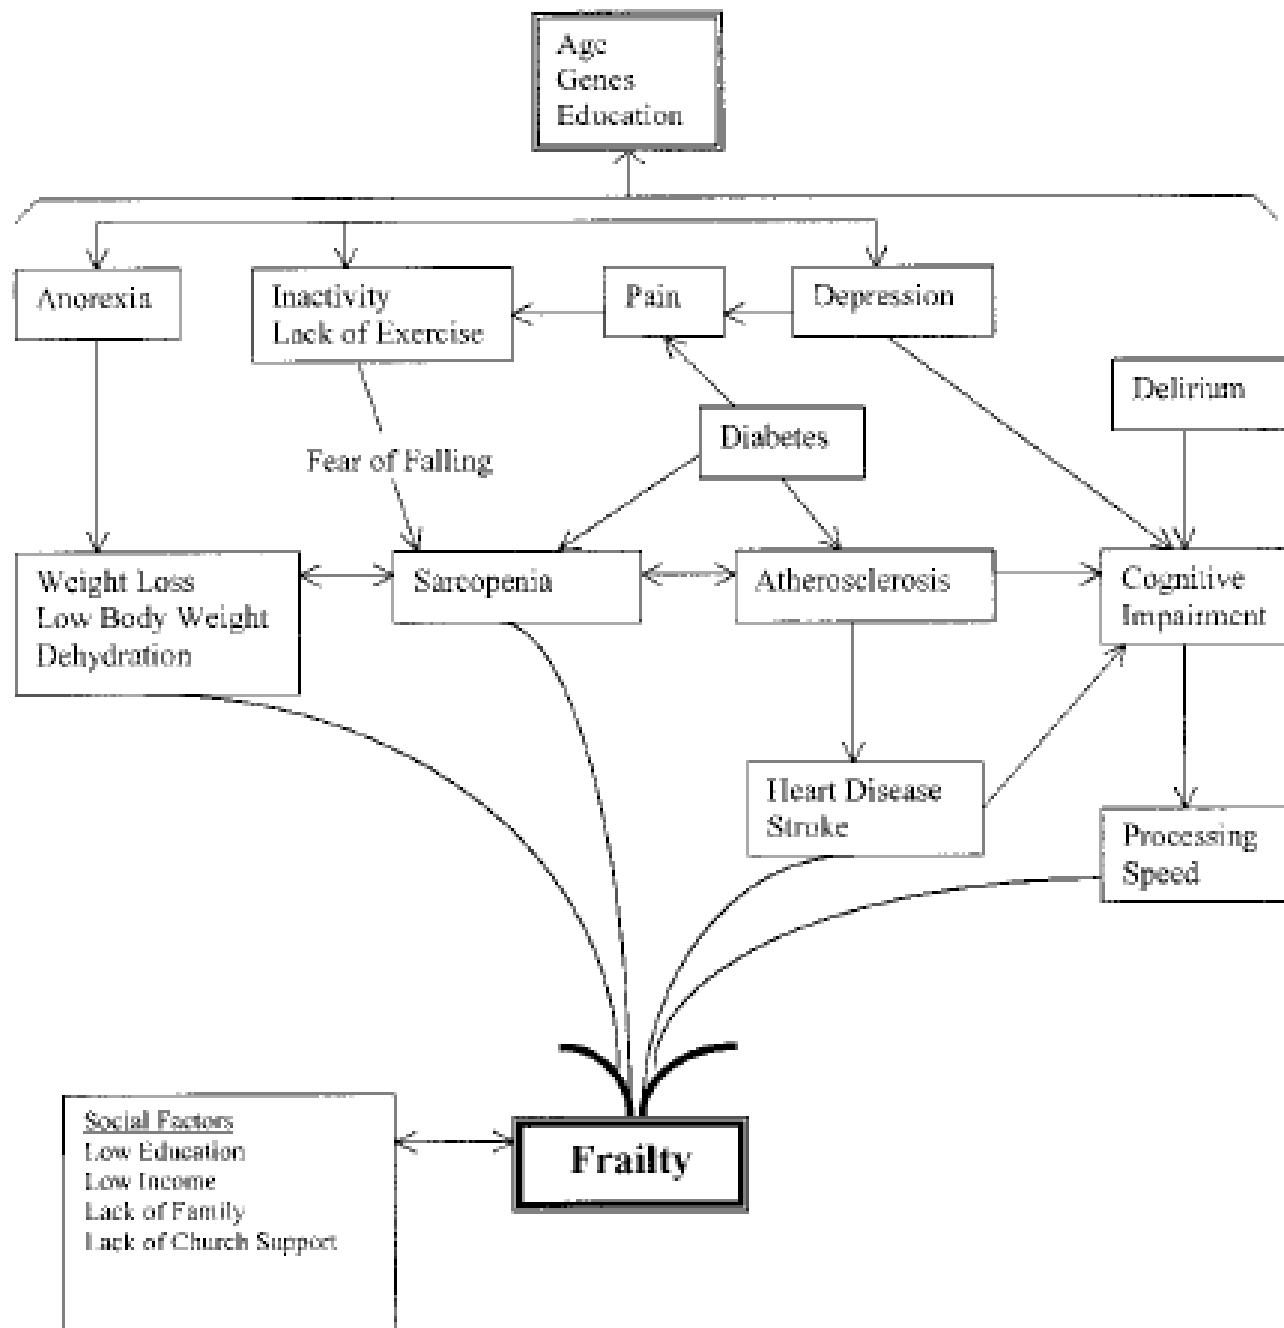 Age
Genes
Education
Anorexia
Inactivity
Lack of Exercise
Pain
Depression
Delirium
Diabetes
Fear of Falling
Weight Loss
Low Body Weight
Dehydration
Sarcopenia
Atherosclerosis
Cognitive
Impairment
Heart Disease
Stroke
Processing
Speed
Social Factors
Low Education
Low Income
Lack of Family
Lack of Church Support
Frailty